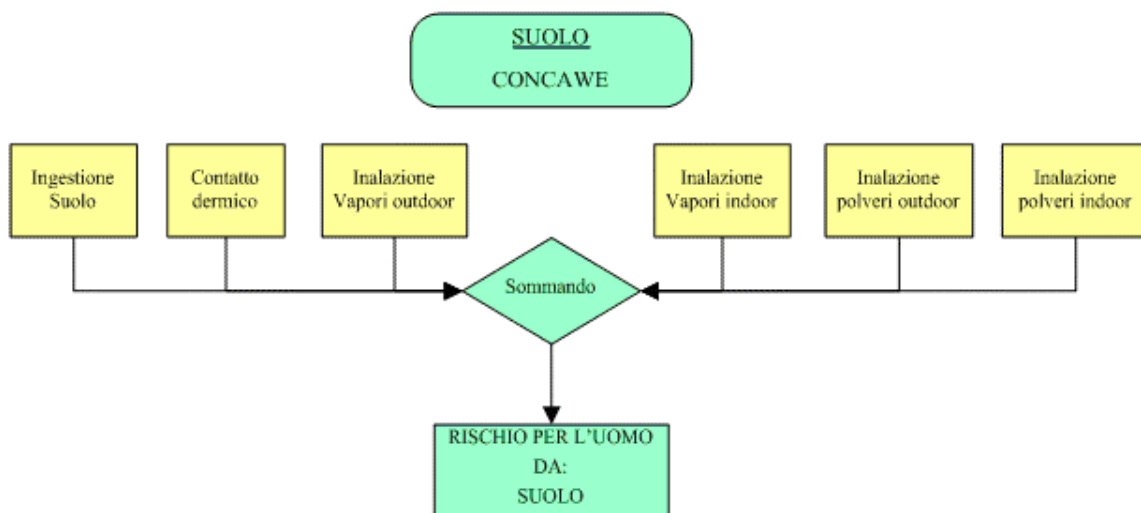 SUOLO
CONCAWE
Ingestione
Suolo
Contatto
dermico
Inalazione
Vapori outdoor
Inalazione
Vapori indoor
Inalazione
polveri outdoor
Inalazione
polveri indoor
Sommando
RISCHIO PER L'UOMO
DA:
SUOLO